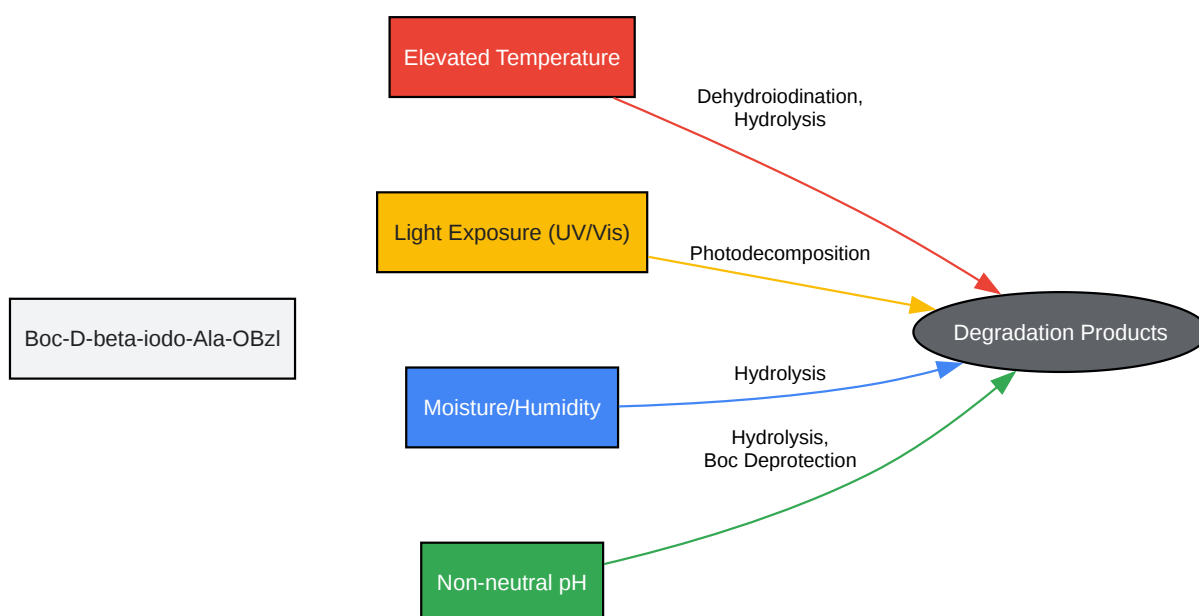 Elevated Temperature
Dehydroiodination,
Hydrolysis
Light Exposure (UV/Vis)
Photodecomposition
Boc-D-beta-iodo-Ala-OBzl
Degradation Products
Moisture/Humidity
Hydrolysis
Hydrolysis,
Boc Deprotection
Non-neutral pH